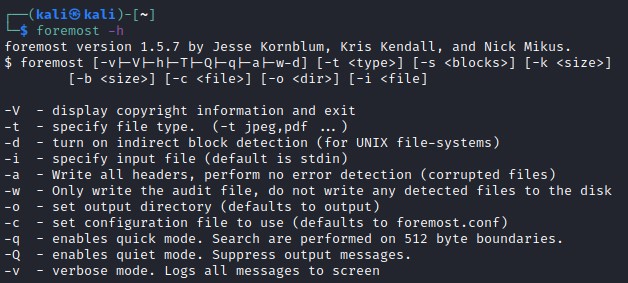 ┌──(kali㉿kali)-[~]
└─$ foremost -h
foremost version 1.5.7 by Jesse Kornblum, Kris Kendall, and Nick Mikus.
$ foremost [-v|-V|-h|-T|-Q|-q|-a|-w-d] [-t <type>] [-s <blocks>] [-k <size>]
        [-b <size>] [-c <file>] [-o <dir>] [-i <file]

-V  - display copyright information and exit
-t  - specify file type.  (-t jpeg,pdf ...)
-d  - turn on indirect block detection (for UNIX file-systems)
-i  - specify input file (default is stdin)
-a  - Write all headers, perform no error detection (corrupted files)
-w  - Only write the audit file, do not write any detected files to the disk
-o  - set output directory (defaults to output)
-c  - set configuration file to use (defaults to foremost.conf)
-q  - enables quick mode. Search are performed on 512 byte boundaries.
-Q  - enables quiet mode. Suppress output messages.
-v  - verbose mode. Logs all messages to screen